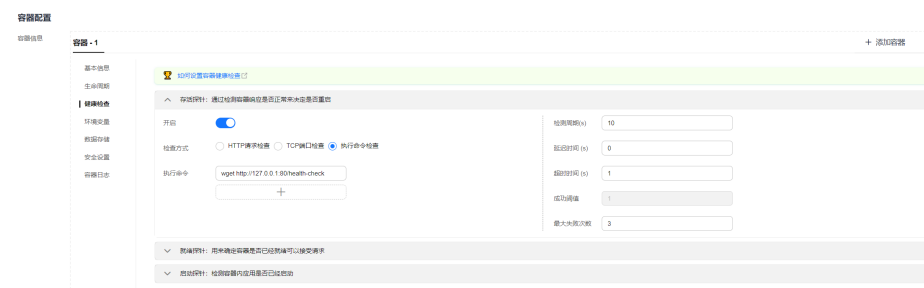 容器配置
容器信息
容器 - 1
+ 添加容器
基本信息
生命周期
健康检查
环境变量
数据存储
安全设置
容器日志
如何设置容器健康检查
存活探针：通过检测容器响应是否正常来决定是否重启
开启
检查方式
HTTP请求检查
TCP端口检查
执行命令检查
执行命令
wget http://127.0.0.1:80/health-check
+
检测周期(s)
10
延迟时间 (s)
0
超时时间 (s)
1
成功阈值
1
最大失败次数
3
就绪探针：用来确定容器是否已经就绪可以接受请求
启动探针：检测容器内应用是否已经启动